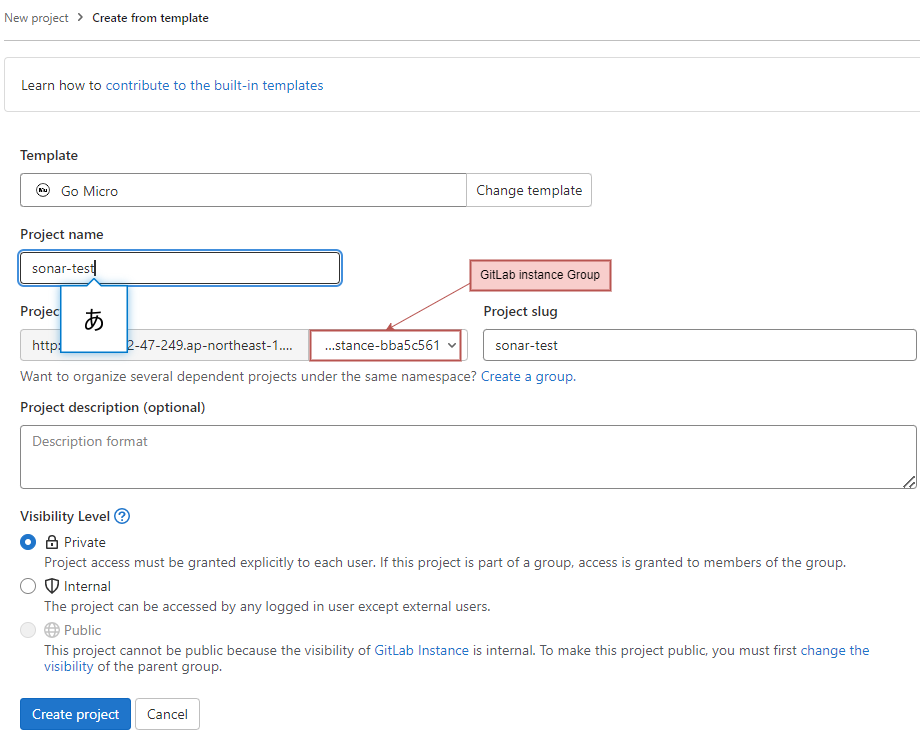 New project > Create from template
Learn how to contribute to the built-in templates
Template
Go Micro
Change template
Project name
sonar-test
GitLab instance Group
あ
Project slug
2-47-249.ap-northeast-1....
...stance-bba5c561
sonar-test
Want to organize several dependent projects under the same namespace? Create a group.
Project description (optional)
Description format
Visibility Level
Private
Project access must be granted explicitly to each user. If this project is part of a group, access is granted to members of the group.
Internal
The project can be accessed by any logged in user except external users.
Public
This project cannot be public because the visibility of GitLab Instance is internal. To make this project public, you must first change the
visibility of the parent group.
Create project
Cancel